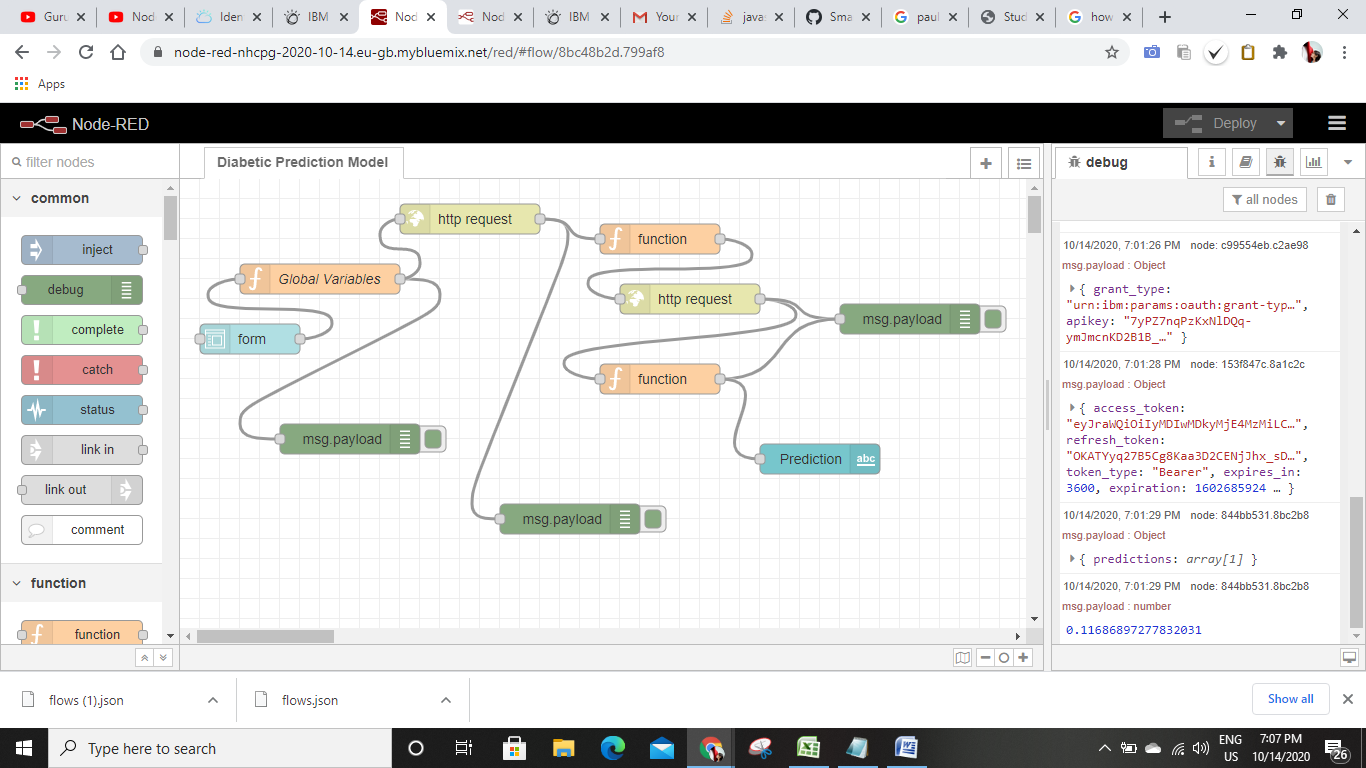 Guru
Nod
Iden
IBM
Nod
Nod
IBM
Your
javas
Sma
paul
Stud
how
node-red-nhcpg-2020-10-14.eu-gb.mybluemix.net/red/#flow/8bc48b2d.799af8
Apps
Node-RED
Deploy
filter nodes
Diabetic Prediction Model
debug
i
all nodes
common
inject
debug
complete
catch
status
link in
link out
comment
function
function
http request
function
Global Variables
http request
form
msg.payload
function
msg.payload
Prediction
abc
msg.payload
10/14/2020, 7:01:26 PM node: c99554eb.c2ae98
msg.payload : Object
{ grant_type:
"urn:ibm:params:oauth:grant-typ…",
apikey: "7yPZ7nqPzKxNlDQq-
ymJmcnKD2B1B_…" }
10/14/2020, 7:01:28 PM node: 153f847c.8a1c2c
msg.payload : Object
{ access_token:
"eyJraWQiOiIyMDIwMDkyMjE4MzMiLC…",
refresh_token:
"OKATYyq27B5Cg8Kaa3D2CENjJhx_sD…",
token_type: "Bearer", expires_in:
3600, expiration: 1602685924 … }
10/14/2020, 7:01:29 PM node: 844bb531.8bc2b8
msg.payload : Object
{ predictions: array[1] }
10/14/2020, 7:01:29 PM node: 844bb531.8bc2b8
msg.payload : number
0.11686897277832031
flows (1).json
flows.json
Show all
Type here to search
ENG
US
7:07 PM
10/14/2020
26